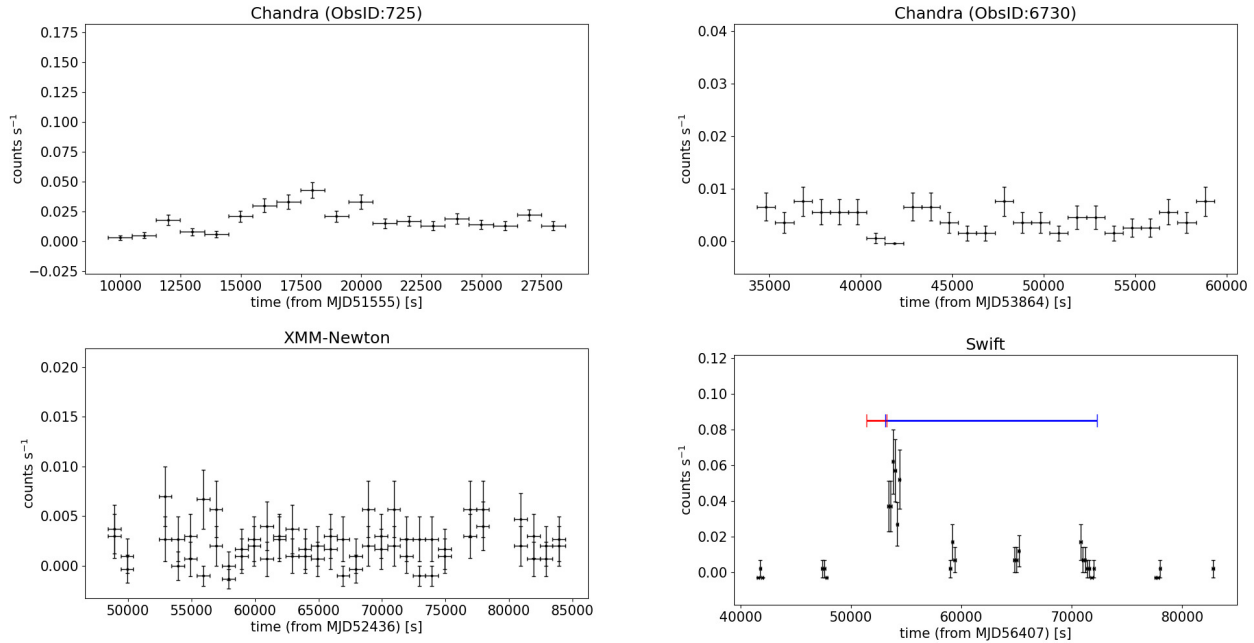 Chandra (ObsID:725)
0.175
0.150
0.125
0.100
0.075
0.050
0.025
0.000
−0.025
counts s⁻¹
10000 12500 15000 17500 20000 22500 25000 27500
time (from MJD51555) [s]
Chandra (ObsID:6730)
0.04
0.03
0.02
0.01
0.00
counts s⁻¹
35000 40000 45000 50000 55000 60000
time (from MJD53864) [s]
XMM-Newton
0.020
0.015
0.010
0.005
0.000
counts s⁻¹
50000 55000 60000 65000 70000 75000 80000 85000
time (from MJD52436) [s]
Swift
0.12
0.10
0.08
0.06
0.04
0.02
0.00
counts s⁻¹
40000 50000 60000 70000 80000
time (from MJD56407) [s]